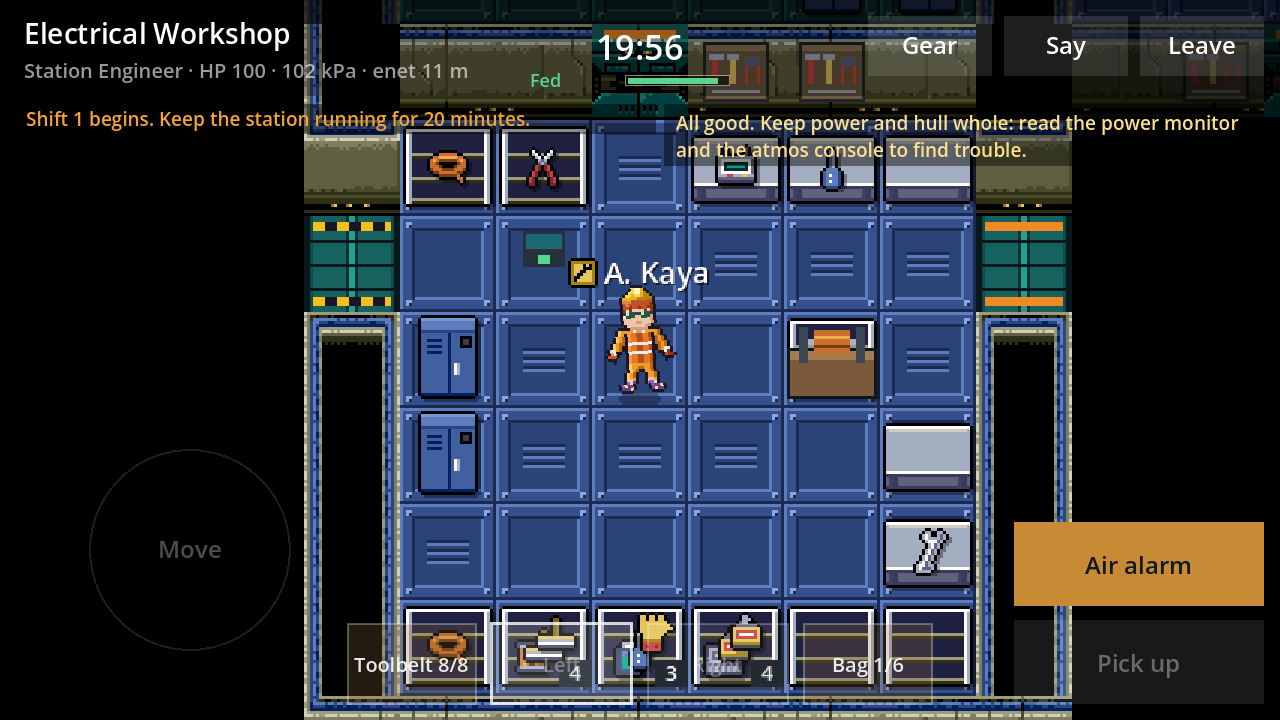 Electrical Workshop
Station Engineer · HP 100 · 102 kPa · enet 11 m
Fed
19:56
Gear
Say
Leave
Shift 1 begins. Keep the station running for 20 minutes.
All good. Keep power and hull whole: read the power monitor
and the atmos console to find trouble.
A. Kaya
Move
Air alarm
Pick up
Toolbelt 8/8
Left
4
3
Right
4
Bag 1/6